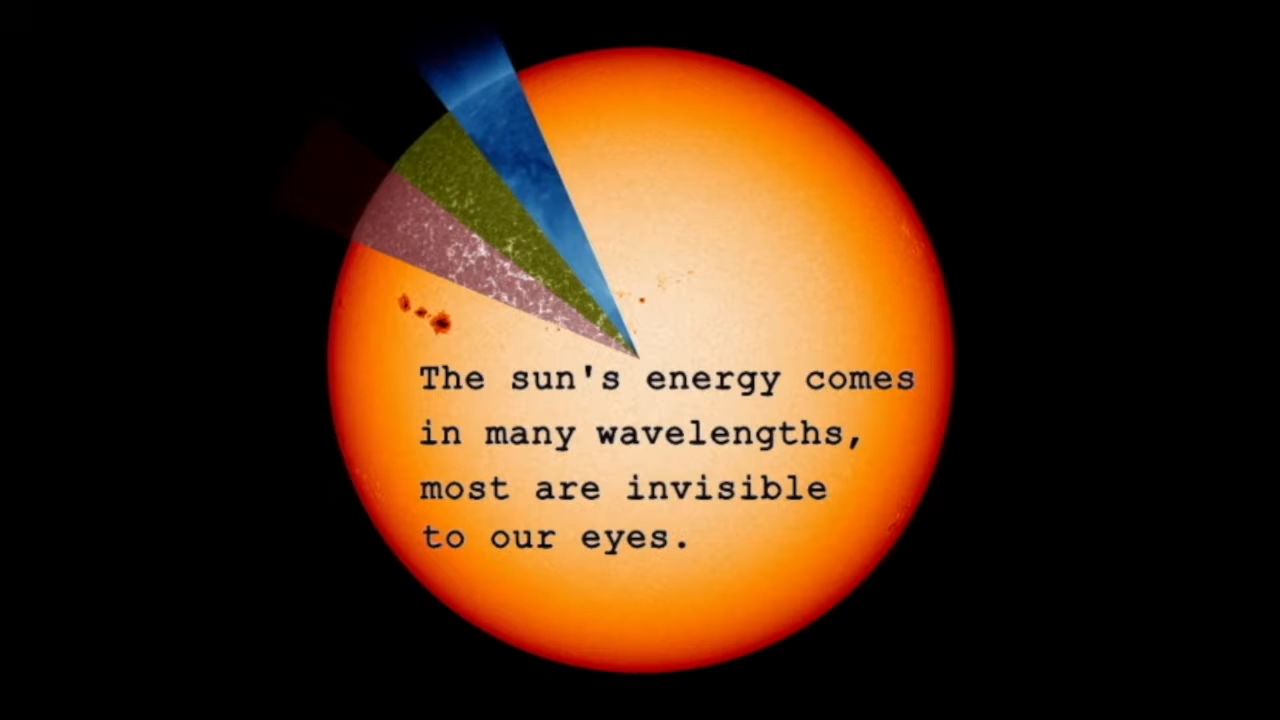 The sun's energy comes
in many wavelengths,
most are invisible
to our eyes.